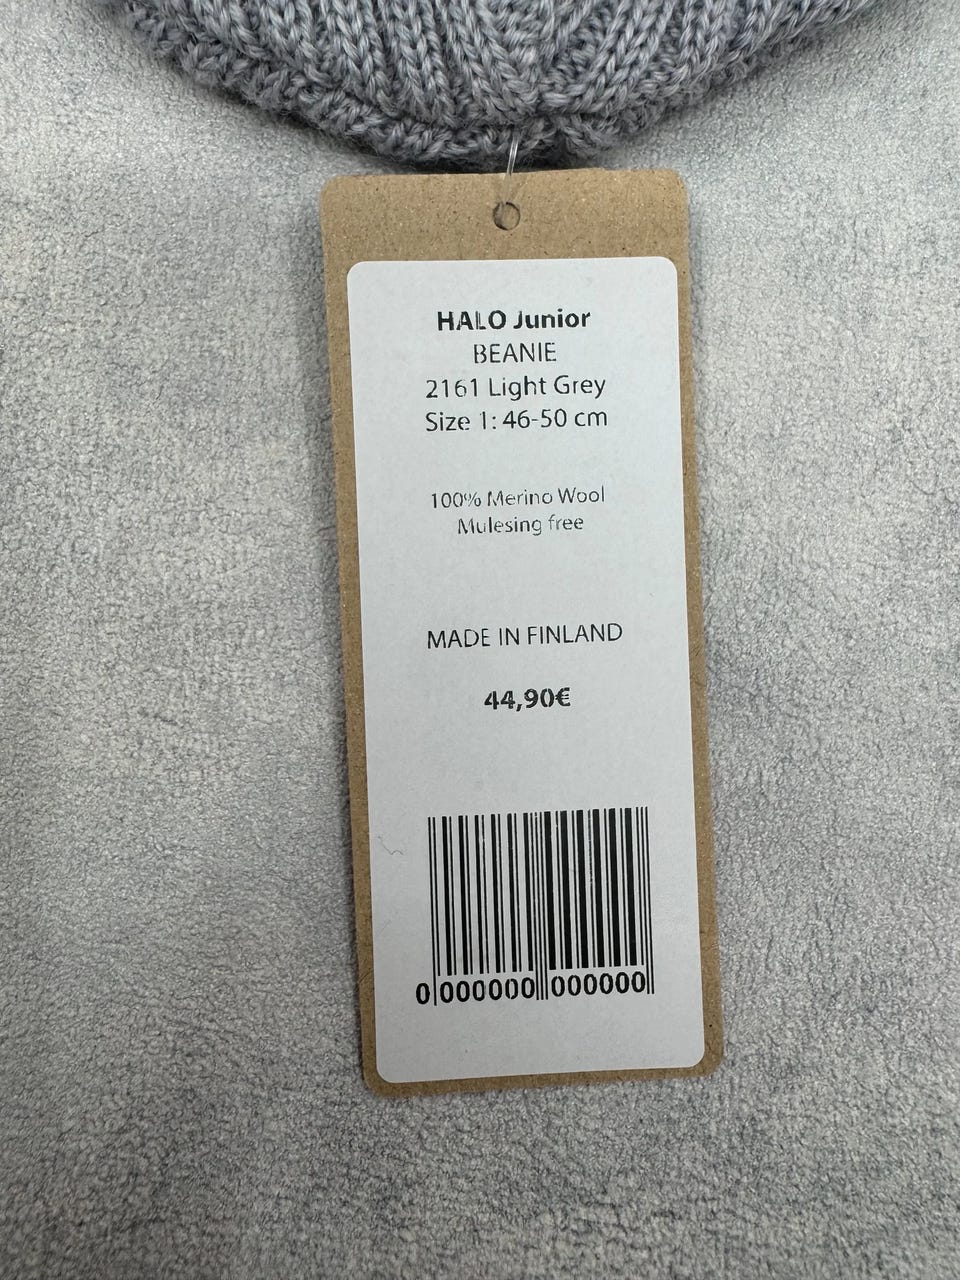 HALO Junior
BEANIE
2161 Light Grey
Size 1: 46-50 cm
100% Merino Wool
Mulesing free
MADE IN FINLAND
44,90€
0 000000 000000